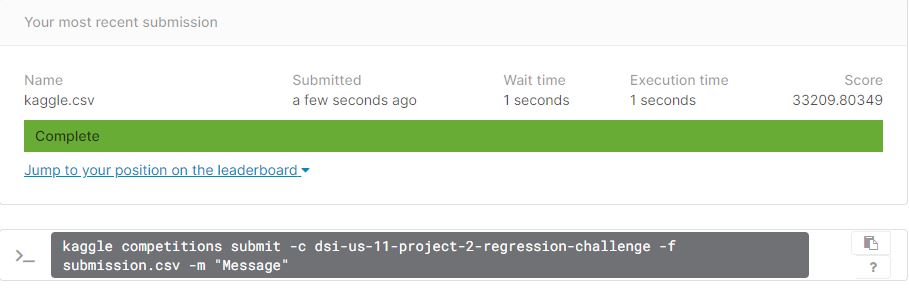 Your most recent submission
Name Submitted Wait time Execution time Score
kaggle.csv a few seconds ago 1 seconds 1 seconds 33209.80349
Complete
Jump to your position on the leaderboard
>_ kaggle competitions submit -c dsi-us-11-project-2-regression-challenge -f
submission.csv -m "Message"
?